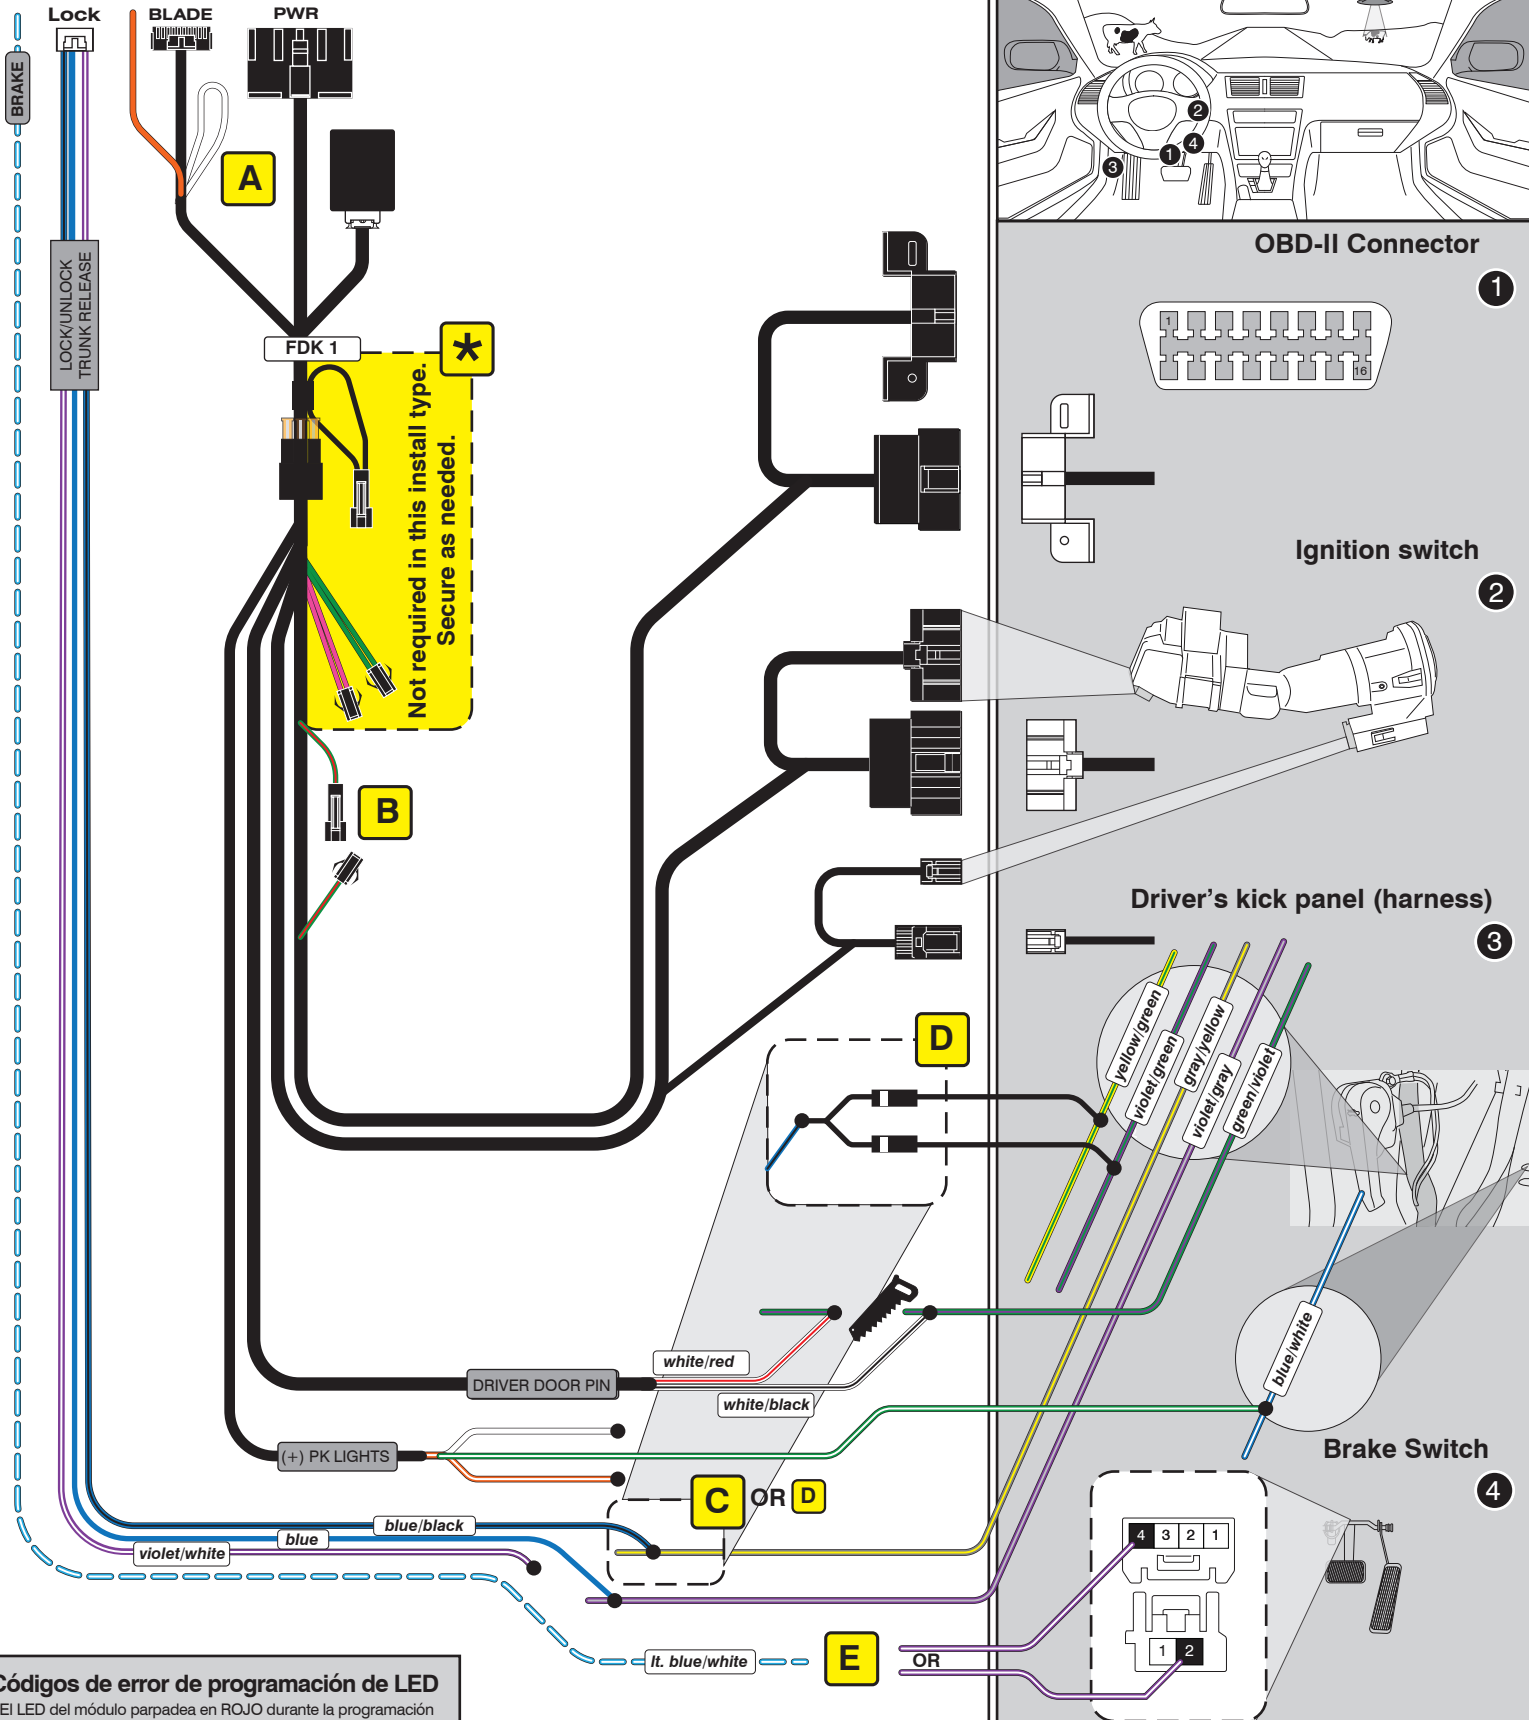 Lock
BLADE
PWR
BRAKE
A
LOCK/UNLOCK
TRUNK RELEASE
FDK 1
*
Not required in this install type.
Secure as needed.
B
2
4
1
3
OBD-II Connector
1
1
16
Ignition switch
2
Driver's kick panel (harness)
3
yellow/green
violet/green
gray/yellow
violet/gray
green/violet
D
blue/white
white/red
DRIVER DOOR PIN
white/black
(+) PK LIGHTS
Brake Switch
4
C OR D
blue/black
blue
violet/white
4 3 2 1
1 2
lt. blue/white
E
OR
Códigos de error de programación de LED
El LED del módulo parpadea en ROJO durante la programación